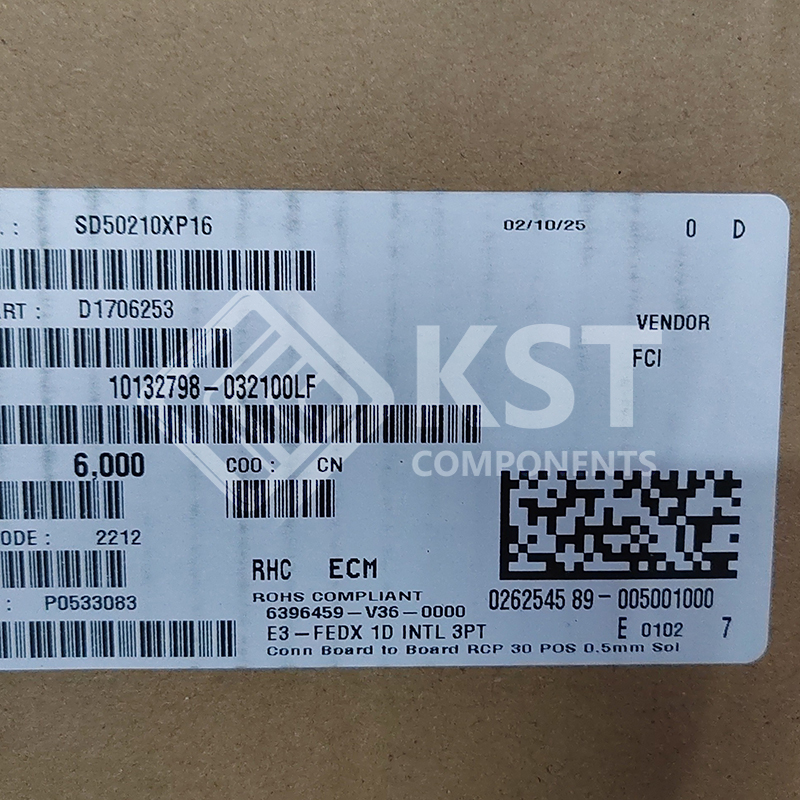 .: SD50210XP16 02/10/25 0 D
ART: D1706253
VENDOR
FCI
10132798-032100LF
6,000 COO: CN
ODE: 2212
RHC ECM
: P0533083
ROHS COMPLIANT
6396459-V36-0000
0262545 89-005001000
E3-FEDX 1D INTL 3PT E 0102 7
Conn Board to Board RCP 30 POS 0.5mm Sol
KST
COMPONENTS